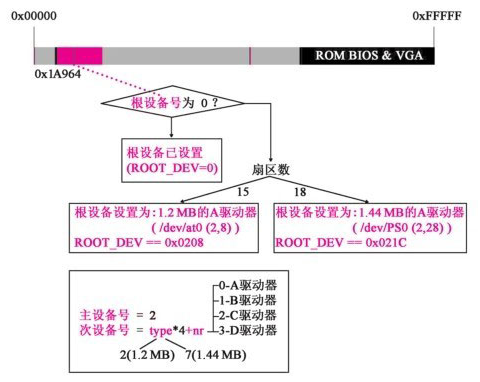 0x00000
0xFFFFF
ROM BIOS & VGA
0x1A964
根设备号为 0？
根设备已设置
(ROOT_DEV=0)
扇区数
15
18
根设备设置为:1.2 MB的A驱动器
( /dev/at0 (2,8) )
ROOT_DEV == 0x0208
根设备设置为:1.44 MB的A驱动器
( /dev/PS0 (2,28) )
ROOT_DEV == 0x021C
0-A驱动器
1-B驱动器
主设备号 = 2
2-C驱动器
次设备号 = type*4+nr
3-D驱动器
2(1.2 MB)
7(1.44 MB)